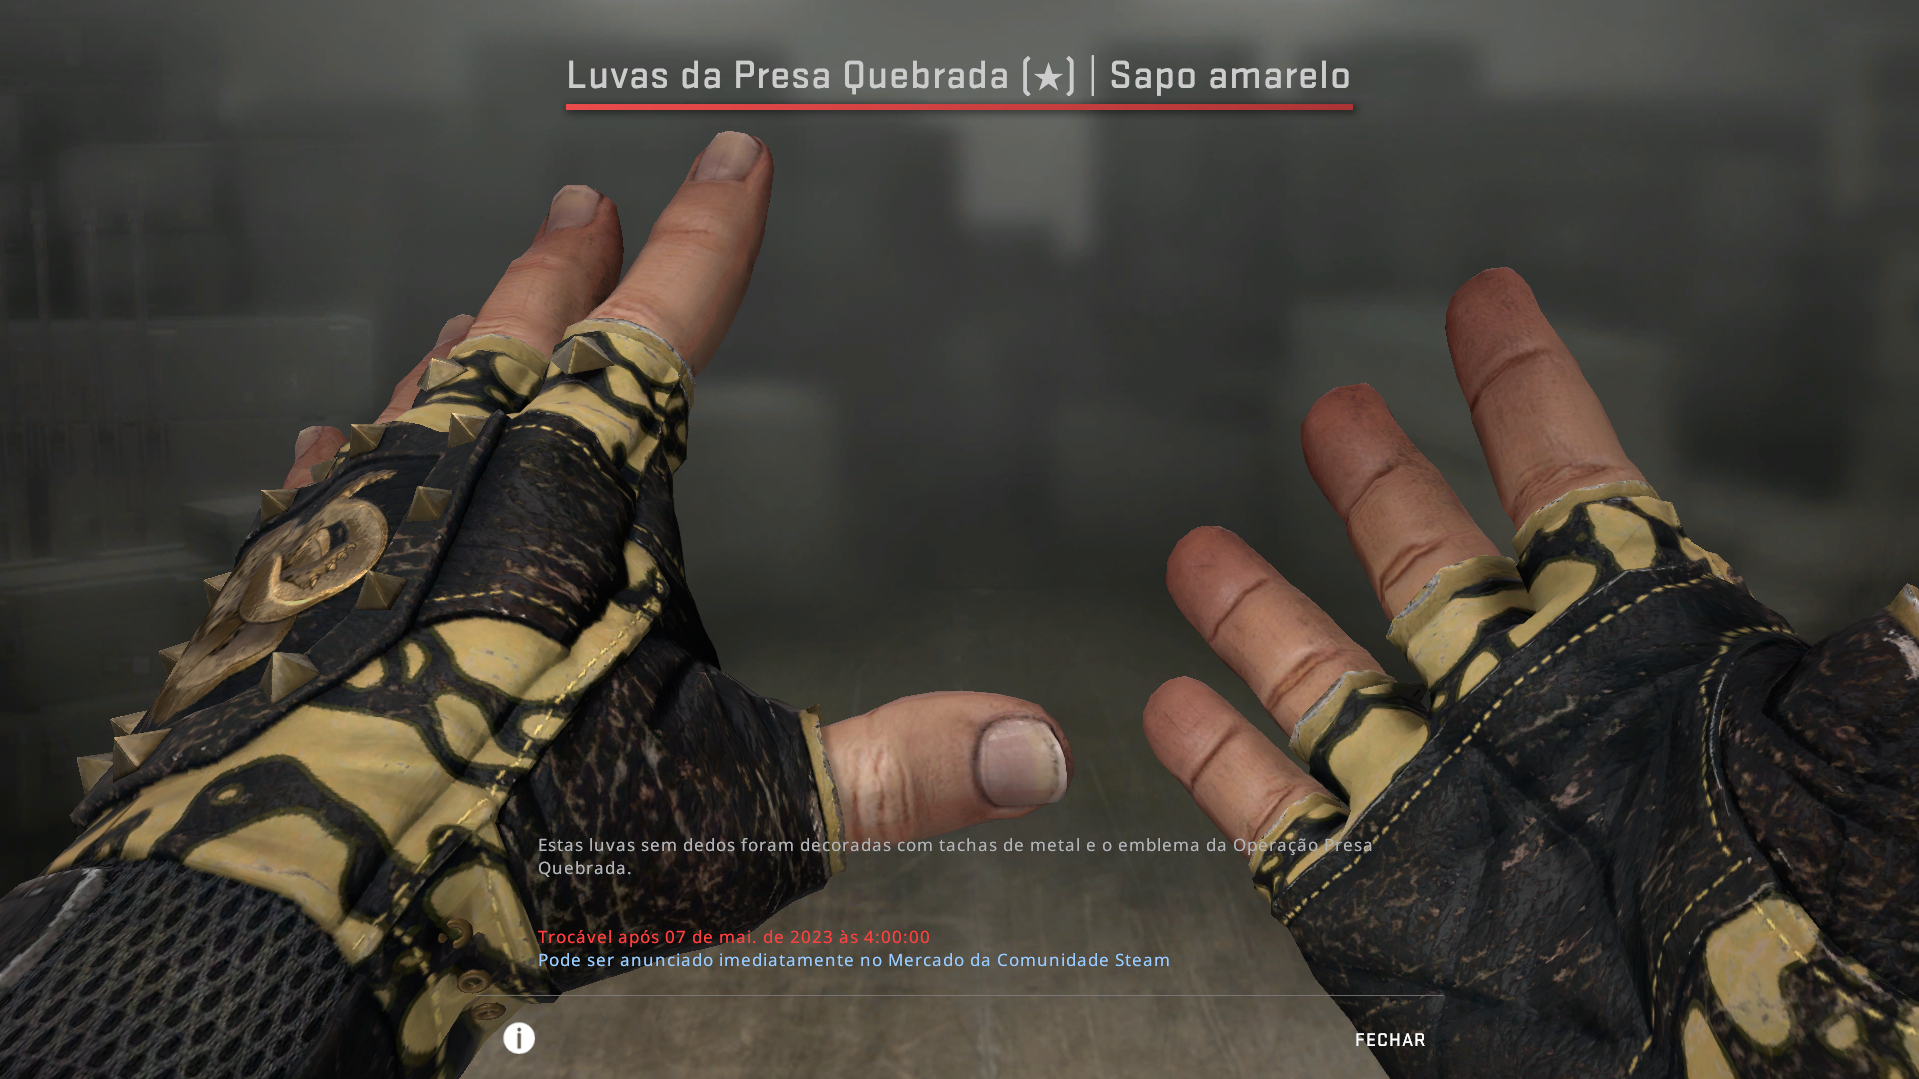 Luvas da Presa Quebrada (★) | Sapo amarelo
Estas luvas sem dedos foram decoradas com tachas de metal e o emblema da Operação Presa
Quebrada.
Trocável após 07 de mai. de 2023 às 4:00:00
Pode ser anunciado imediatamente no Mercado da Comunidade Steam
i
FECHAR